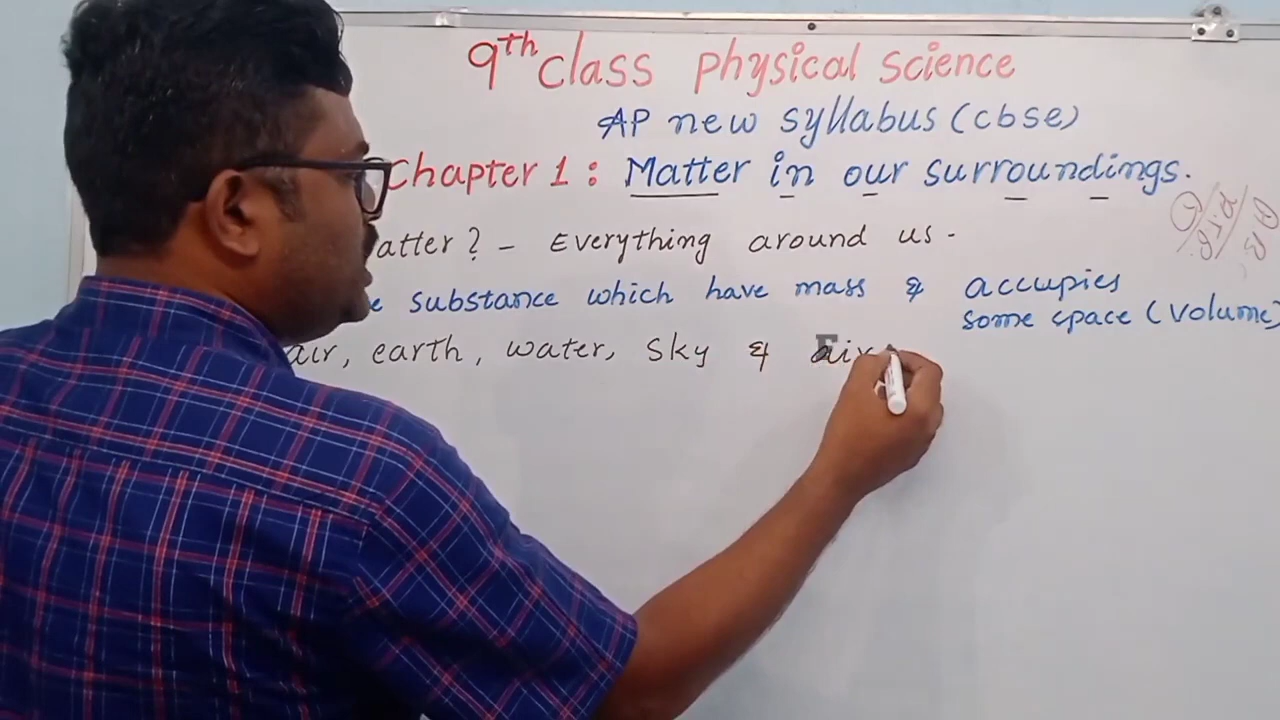 9th class physical science
AP new syllabus (cbse)
Chapter 1 : Matter in our surroundings.
atter? - Everything around us -
e substance which have mass & accupies
some space (volume)
air, earth, water, sky & air